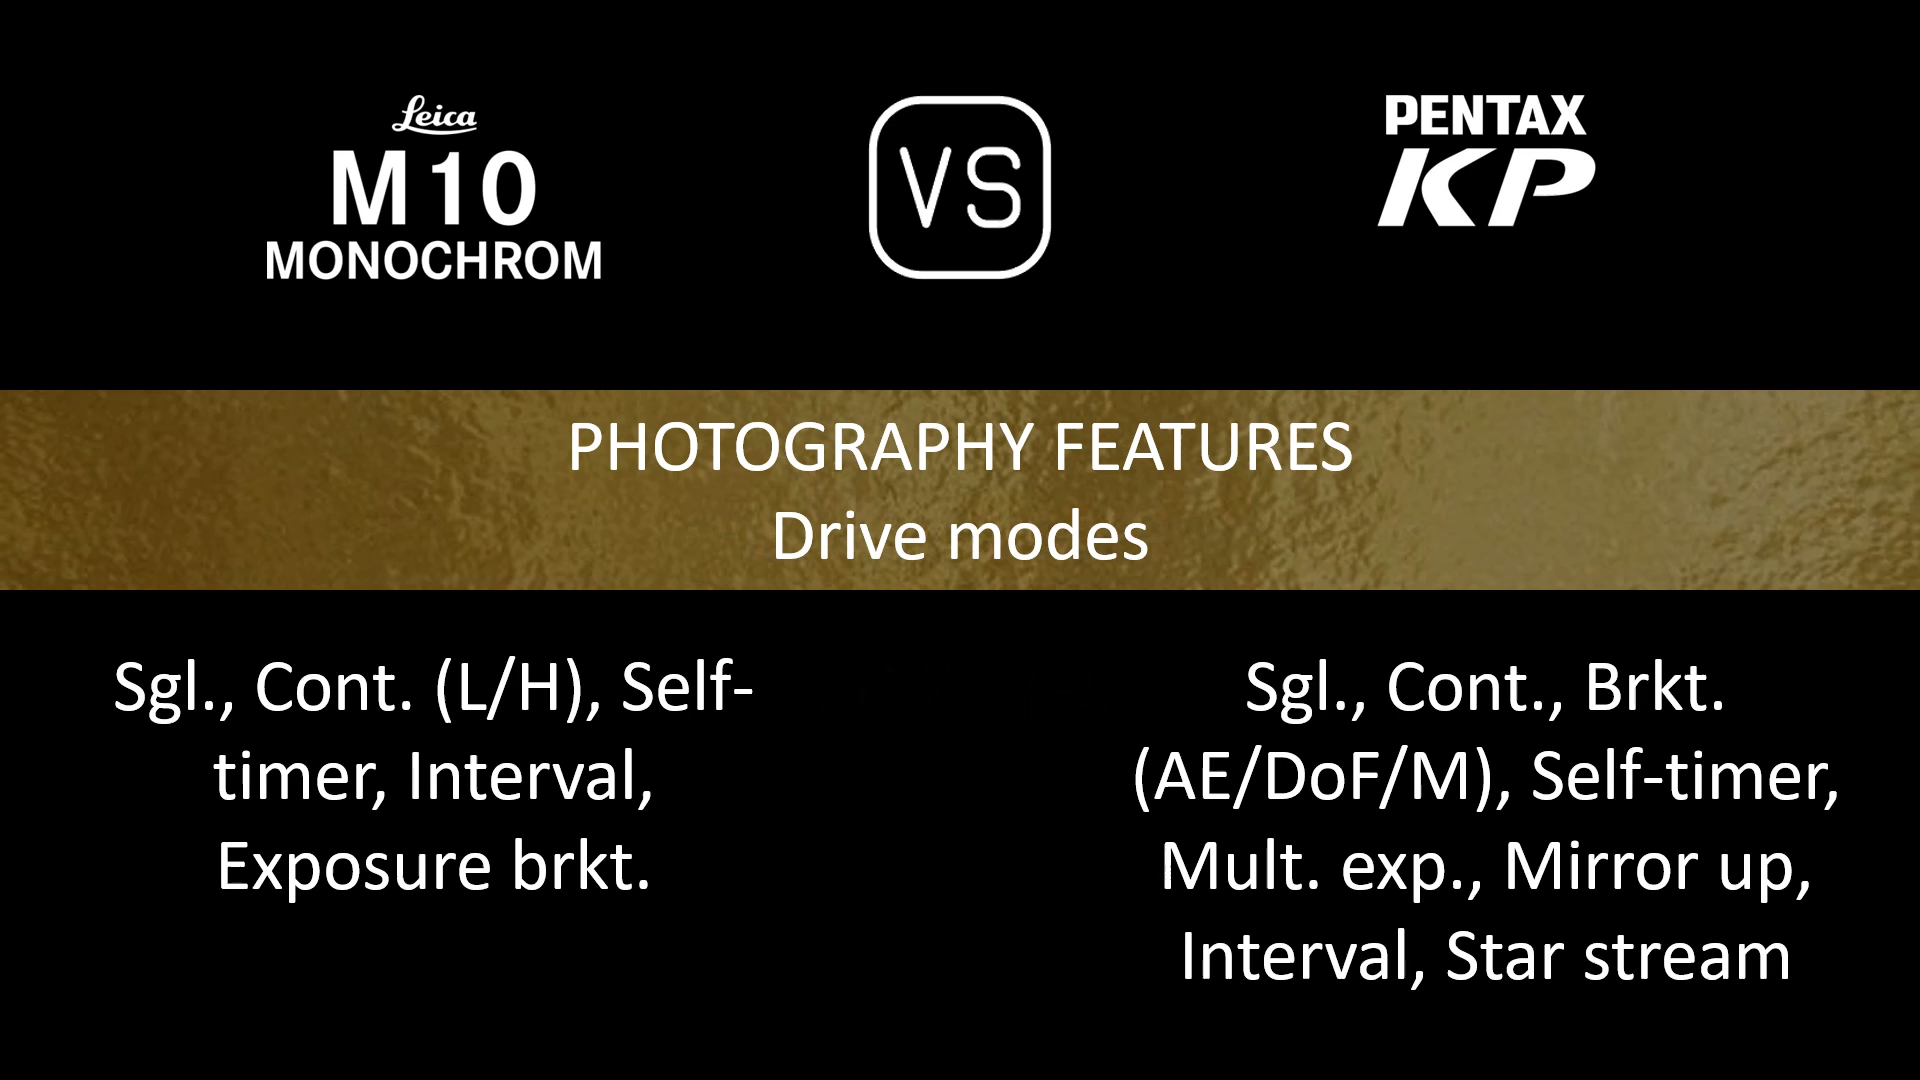 Leica
M10
MONOCHROM
VS
PENTAX
KP
PHOTOGRAPHY FEATURES
Drive modes
Sgl., Cont. (L/H), Self-
timer, Interval,
Exposure brkt.
Sgl., Cont., Brkt.
(AE/DoF/M), Self-timer,
Mult. exp., Mirror up,
Interval, Star stream